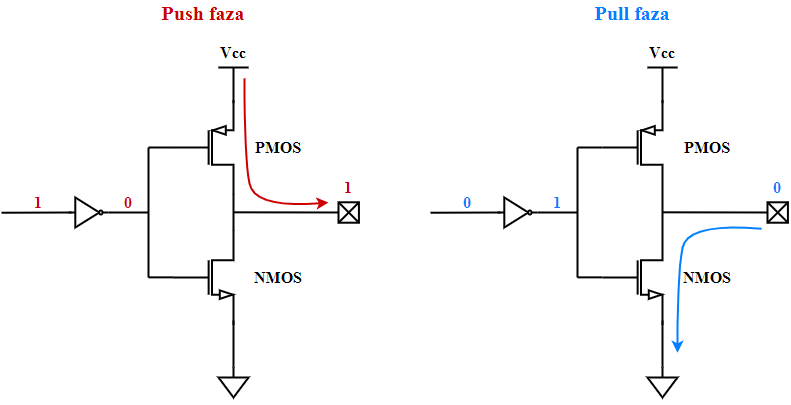 Push faza
Vcc
PMOS
1
0
1
NMOS
Pull faza
Vcc
PMOS
0
1
0
NMOS